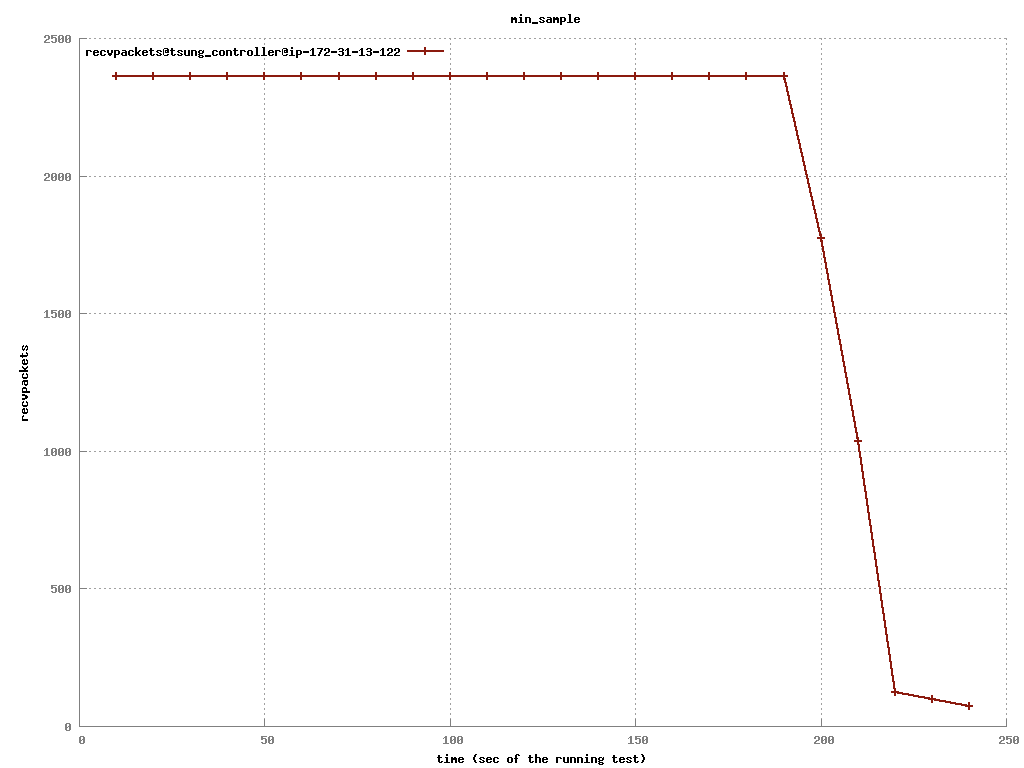 min_sample
2500
recvpackets@tsung_controller@ip-172-31-13-122
2000
1500
recvpackets
1000
500
0
0 50 100 150 200 250
time (sec of the running test)